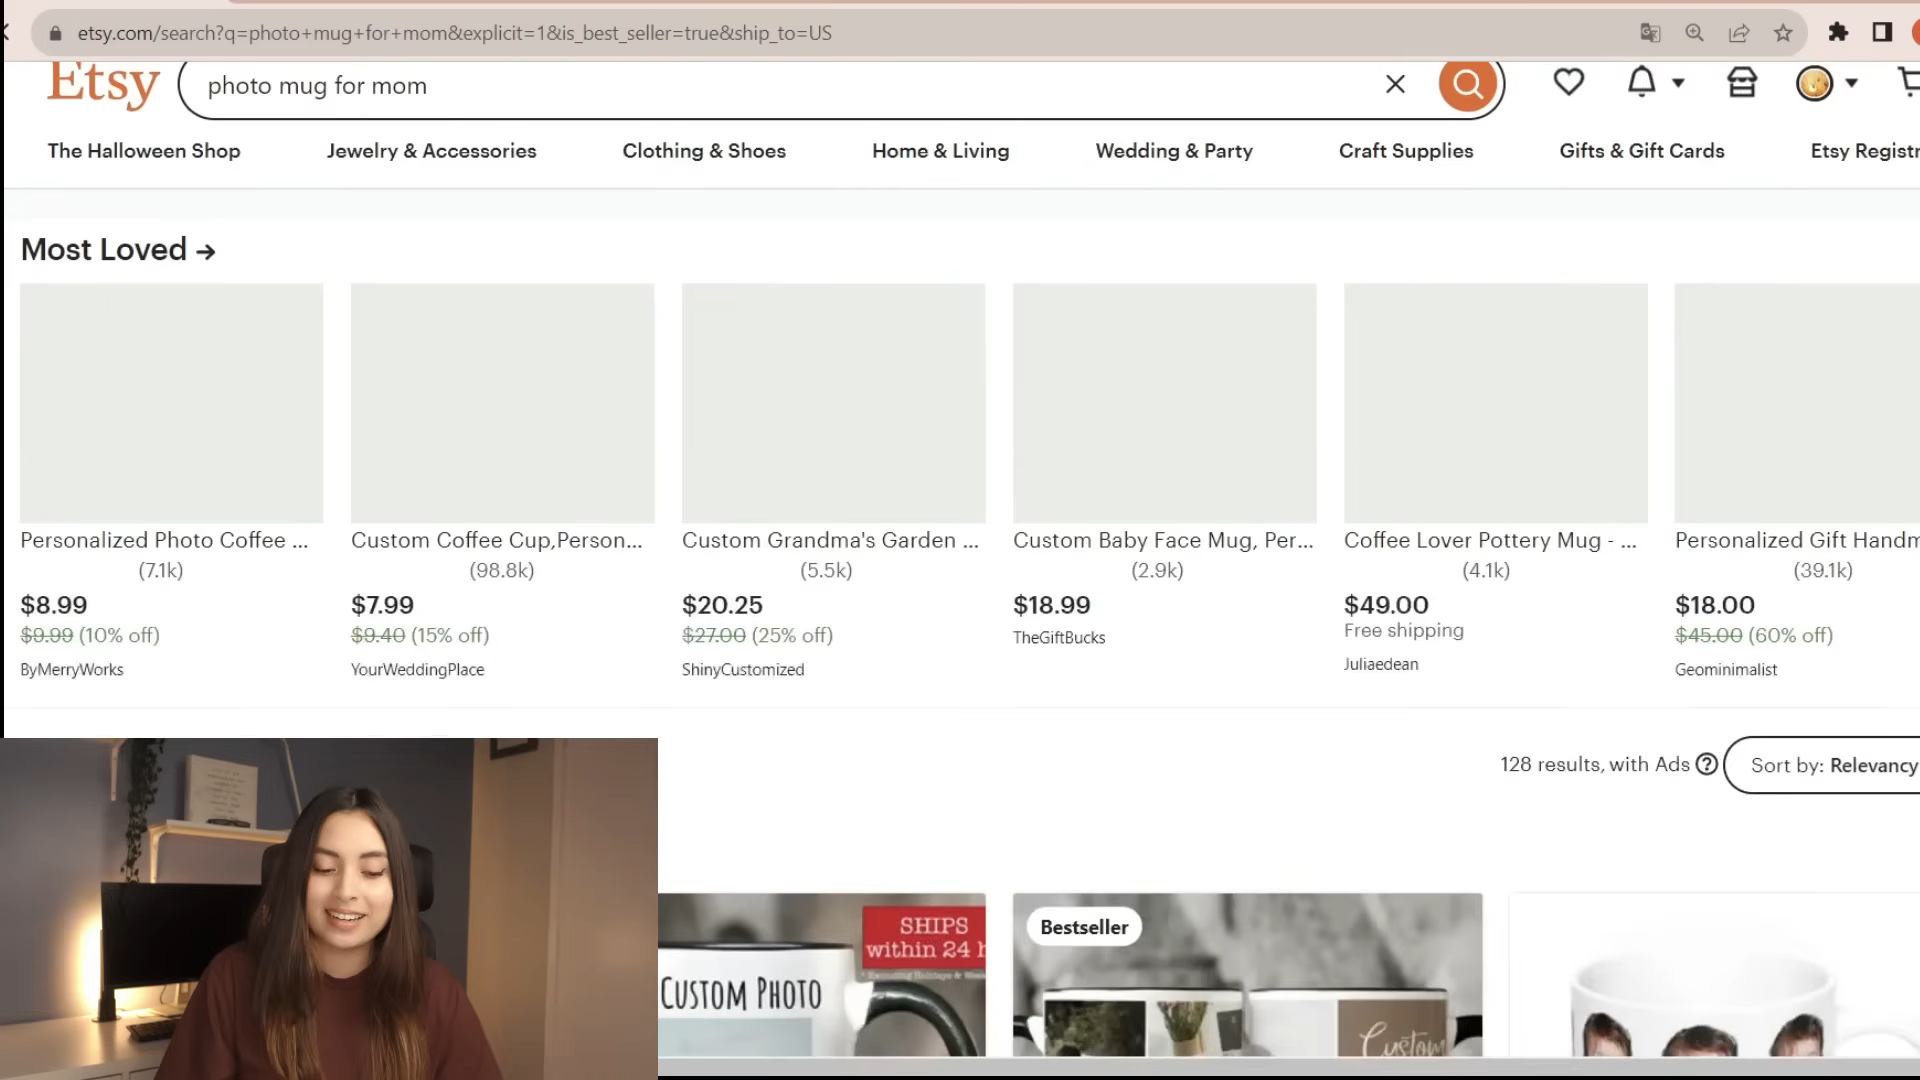 etsy.com/search?q=photo+mug+for+mom&explicit=1&is_best_seller=true&ship_to=US
Etsy
photo mug for mom
The Halloween Shop
Jewelry & Accessories
Clothing & Shoes
Home & Living
Wedding & Party
Craft Supplies
Gifts & Gift Cards
Etsy Registr
Most Loved →
Personalized Photo Coffee ...
(7.1k)
$8.99
$9.99 (10% off)
ByMerryWorks
Custom Coffee Cup,Person...
(98.8k)
$7.99
$9.40 (15% off)
YourWeddingPlace
Custom Grandma's Garden ...
(5.5k)
$20.25
$27.00 (25% off)
ShinyCustomized
Custom Baby Face Mug, Per...
(2.9k)
$18.99
TheGiftBucks
Coffee Lover Pottery Mug - ...
(4.1k)
$49.00
Free shipping
Juliaedean
Personalized Gift Handm
(39.1k)
$18.00
$45.00 (60% off)
Geominimalist
128 results, with Ads
Sort by: Relevancy
SHIPS
within 24 h
CUSTOM PHOTO
Bestseller
Custom